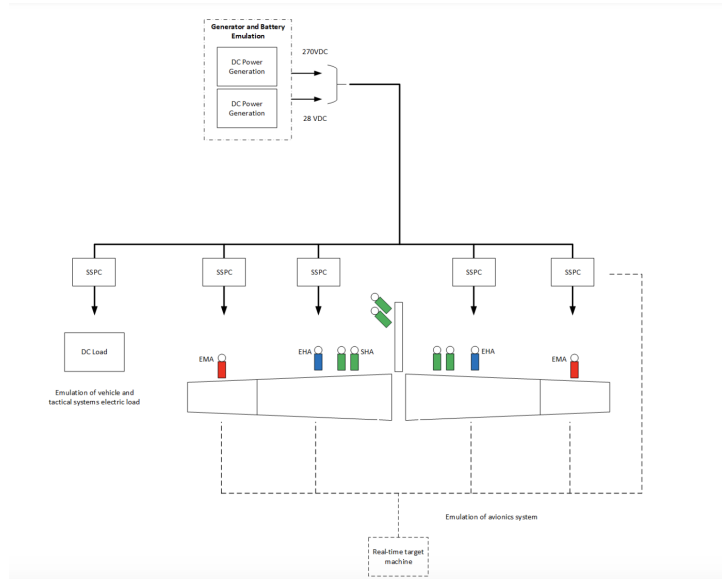 Generator and Battery
Emulation
DC Power
Generation
270VDC
DC Power
Generation
28 VDC
SSPC
SSPC
SSPC
SSPC
SSPC
DC Load
EMA
EHA
SHA
EHA
EMA
Emulation of vehicle and
tactical systems electric load
Emulation of avionics system
Real-time target
machine